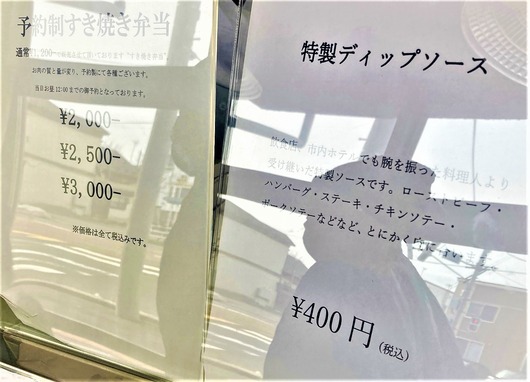 予約制すき焼き弁当
通常¥1,200−
お肉の質と量が変り、予約製にて各種ございます。
当日お昼12:00までの御予約となっております。
¥2,000−
¥2,500−
¥3,000−
※価格は全て税込みです。
特製ディップソース
飲食店、市内ホテルでも腕を振った料理人より
受け継いだ特製ソースです。ローストビーフ・
ハンバーグ・ステーキ・チキンソテー・
ポークソテーなどなど、とにかく
¥400円(税込)